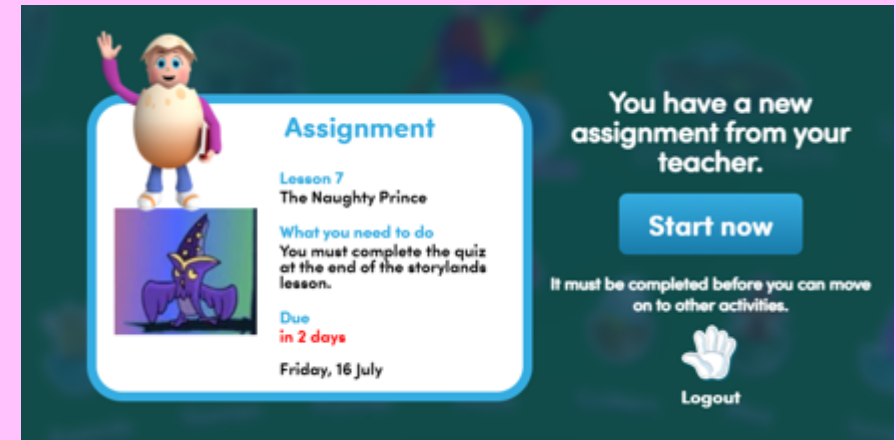 Assignment
Lesson 7
The Naughty Prince
What you need to do
You must complete the quiz
at the end of the storylands
lesson.
Due
in 2 days
Friday, 16 July
You have a new
assignment from your
teacher.
Start now
It must be completed before you can move
on to other activities.
Logout